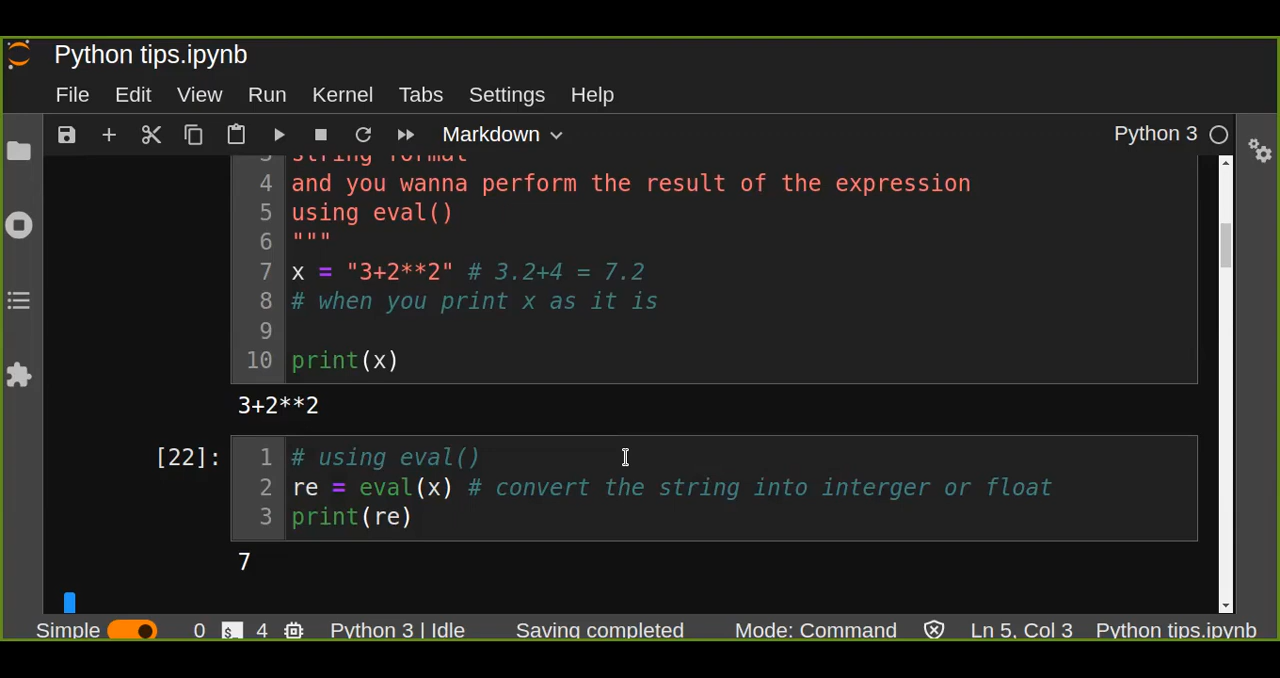 Python tips.ipynb
File Edit View Run Kernel Tabs Settings Help
Markdown Python 3
3 string format
4 and you wanna perform the result of the expression
5 using eval()
6 """
7 x = "3+2**2" # 3.2+4 = 7.2
8 # when you print x as it is
9
10 print(x)
3+2**2
[22]: 1 # using eval()
2 re = eval(x) # convert the string into interger or float
3 print(re)
7
Simple 0 4 Python 3 | Idle Saving completed Mode: Command Ln 5, Col 3 Python tips.ipynb